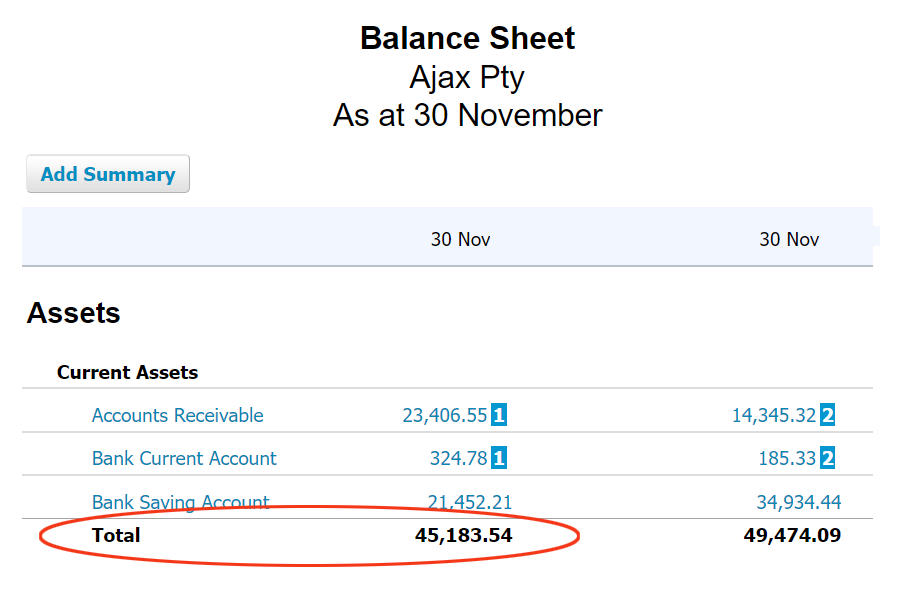 Balance Sheet
Ajax Pty
As at 30 November
Add Summary
30 Nov 30 Nov
Assets
Current Assets
Accounts Receivable 23,406.55 1 14,345.32 2
Bank Current Account 324.78 1 185.33 2
Bank Saving Account 21,452.21 34,934.44
Total 45,183.54 49,474.09